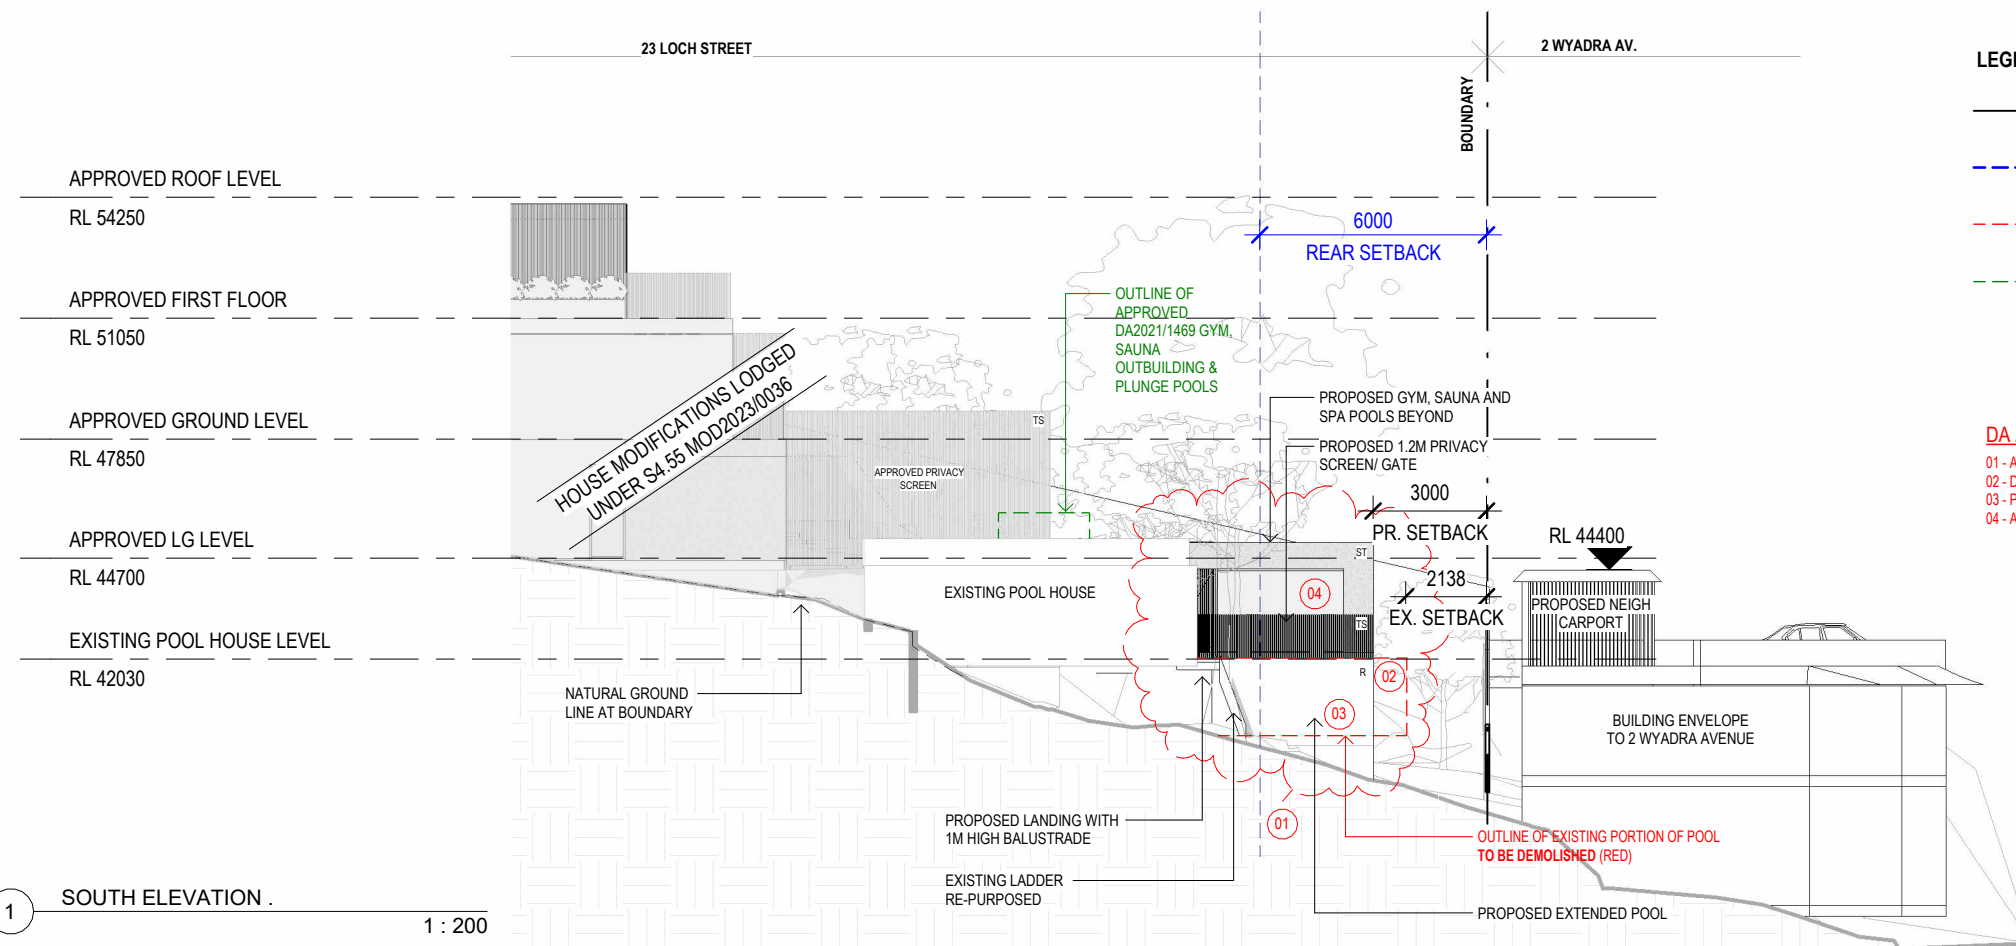 23 LOCH STREET
2 WYADRA AV.
BOUNDARY
APPROVED ROOF LEVEL
RL 54250
APPROVED FIRST FLOOR
RL 51050
APPROVED GROUND LEVEL
RL 47850
APPROVED LG LEVEL
RL 44700
EXISTING POOL HOUSE LEVEL
RL 42030
6000
REAR SETBACK
OUTLINE OF
APPROVED
DA2021/1469 GYM,
SAUNA
OUTBUILDING &
PLUNGE POOLS
HOUSE MODIFICATIONS LODGED
UNDER S4.55 MOD2023/0036
TS
APPROVED PRIVACY
SCREEN
PROPOSED GYM, SAUNA AND
SPA POOLS BEYOND
PROPOSED 1.2M PRIVACY
SCREEN/ GATE
3000
PR. SETBACK
ST
2138
EX. SETBACK
RL 44400
PROPOSED NEIGH
CARPORT
EXISTING POOL HOUSE
04
TS
R
02
03
01
NATURAL GROUND
LINE AT BOUNDARY
BUILDING ENVELOPE
TO 2 WYADRA AVENUE
PROPOSED LANDING WITH
1M HIGH BALUSTRADE
EXISTING LADDER
RE-PURPOSED
OUTLINE OF EXISTING PORTION OF POOL
TO BE DEMOLISHED (RED)
PROPOSED EXTENDED POOL
1
SOUTH ELEVATION .
1 : 200
DA
01 - A
02 - D
03 - P
04 - A